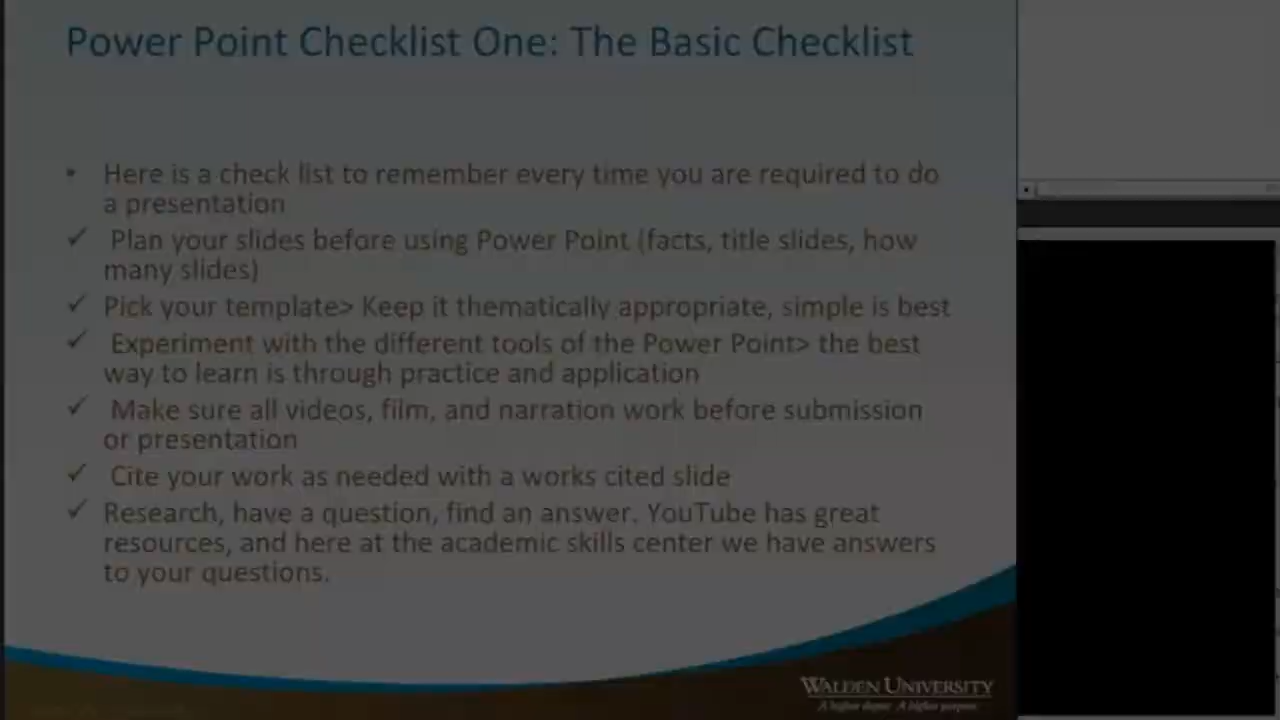 Power Point Checklist One: The Basic Checklist
• Here is a check list to remember every time you are required to do
a presentation
✓ Plan your slides before using Power Point (facts, title slides, how
many slides)
✓ Pick your template> Keep it thematically appropriate, simple is best
✓ Experiment with the different tools of the Power Point> the best
way to learn is through practice and application
✓ Make sure all videos, film, and narration work before submission
or presentation
✓ Cite your work as needed with a works cited slide
✓ Research, have a question, find an answer. YouTube has great
resources, and here at the academic skills center we have answers
to your questions.
WALDEN UNIVERSITY
A higher degree. A higher purpose.